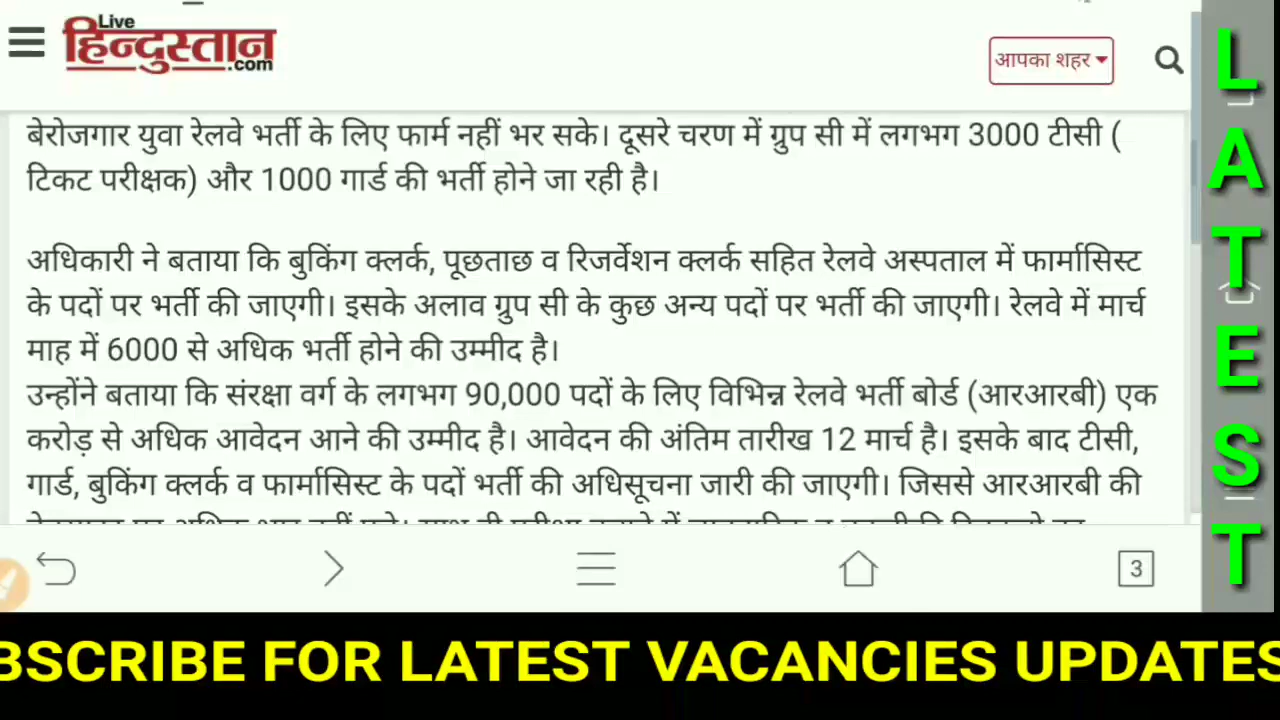 Live
हिन्दुस्तान
.com
आपका शहर
बेरोजगार युवा रेलवे भर्ती के लिए फार्म नहीं भर सके। दूसरे चरण में ग्रुप सी में लगभग 3000 टीसी (
टिकट परीक्षक) और 1000 गार्ड की भर्ती होने जा रही है।
अधिकारी ने बताया कि बुकिंग क्लर्क, पूछताछ व रिजर्वेशन क्लर्क सहित रेलवे अस्पताल में फार्मासिस्ट
के पदों पर भर्ती की जाएगी। इसके अलाव ग्रुप सी के कुछ अन्य पदों पर भर्ती की जाएगी। रेलवे में मार्च
माह में 6000 से अधिक भर्ती होने की उम्मीद है।
उन्होंने बताया कि संरक्षा वर्ग के लगभग 90,000 पदों के लिए विभिन्न रेलवे भर्ती बोर्ड (आरआरबी) एक
करोड़ से अधिक आवेदन आने की उम्मीद है। आवेदन की अंतिम तारीख 12 मार्च है। इसके बाद टीसी,
गार्ड, बुकिंग क्लर्क व फार्मासिस्ट के पदों भर्ती की अधिसूचना जारी की जाएगी। जिससे आरआरबी की
3
LATEST
BSCRIBE FOR LATEST VACANCIES UPDATES